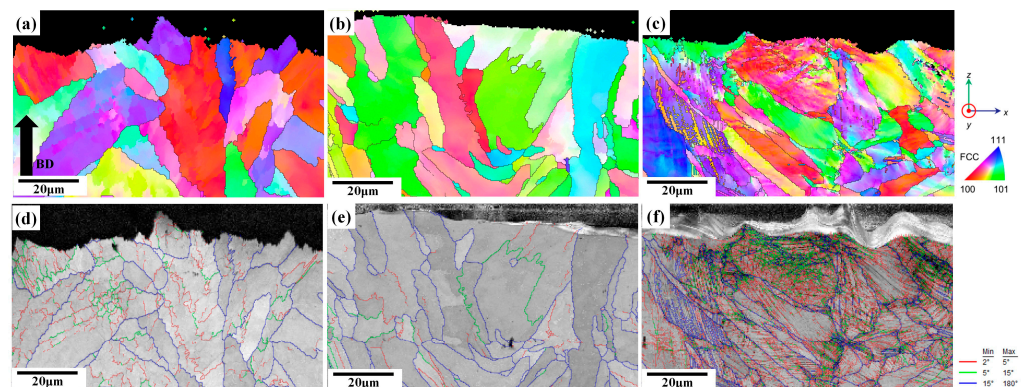 (a)
(b)
(c)
BD
20μm
20μm
20μm
z
x
y
111
FCC
100 101
(d)
(e)
(f)
20μm
20μm
20μm
Min Max
2° 5°
5° 15°
15° 180°